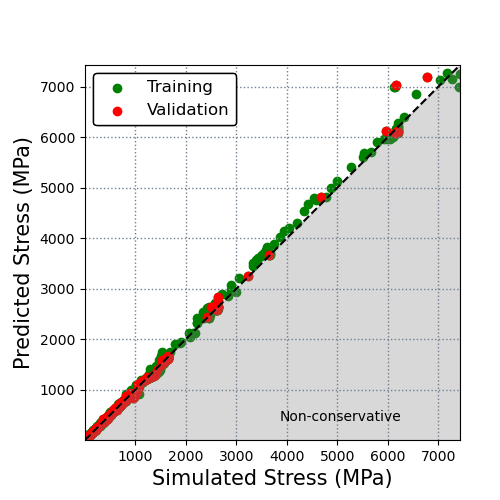 Training
Validation
7000
6000
5000
4000
3000
2000
1000
Predicted Stress (MPa)
Non-conservative
1000 2000 3000 4000 5000 6000 7000
Simulated Stress (MPa)